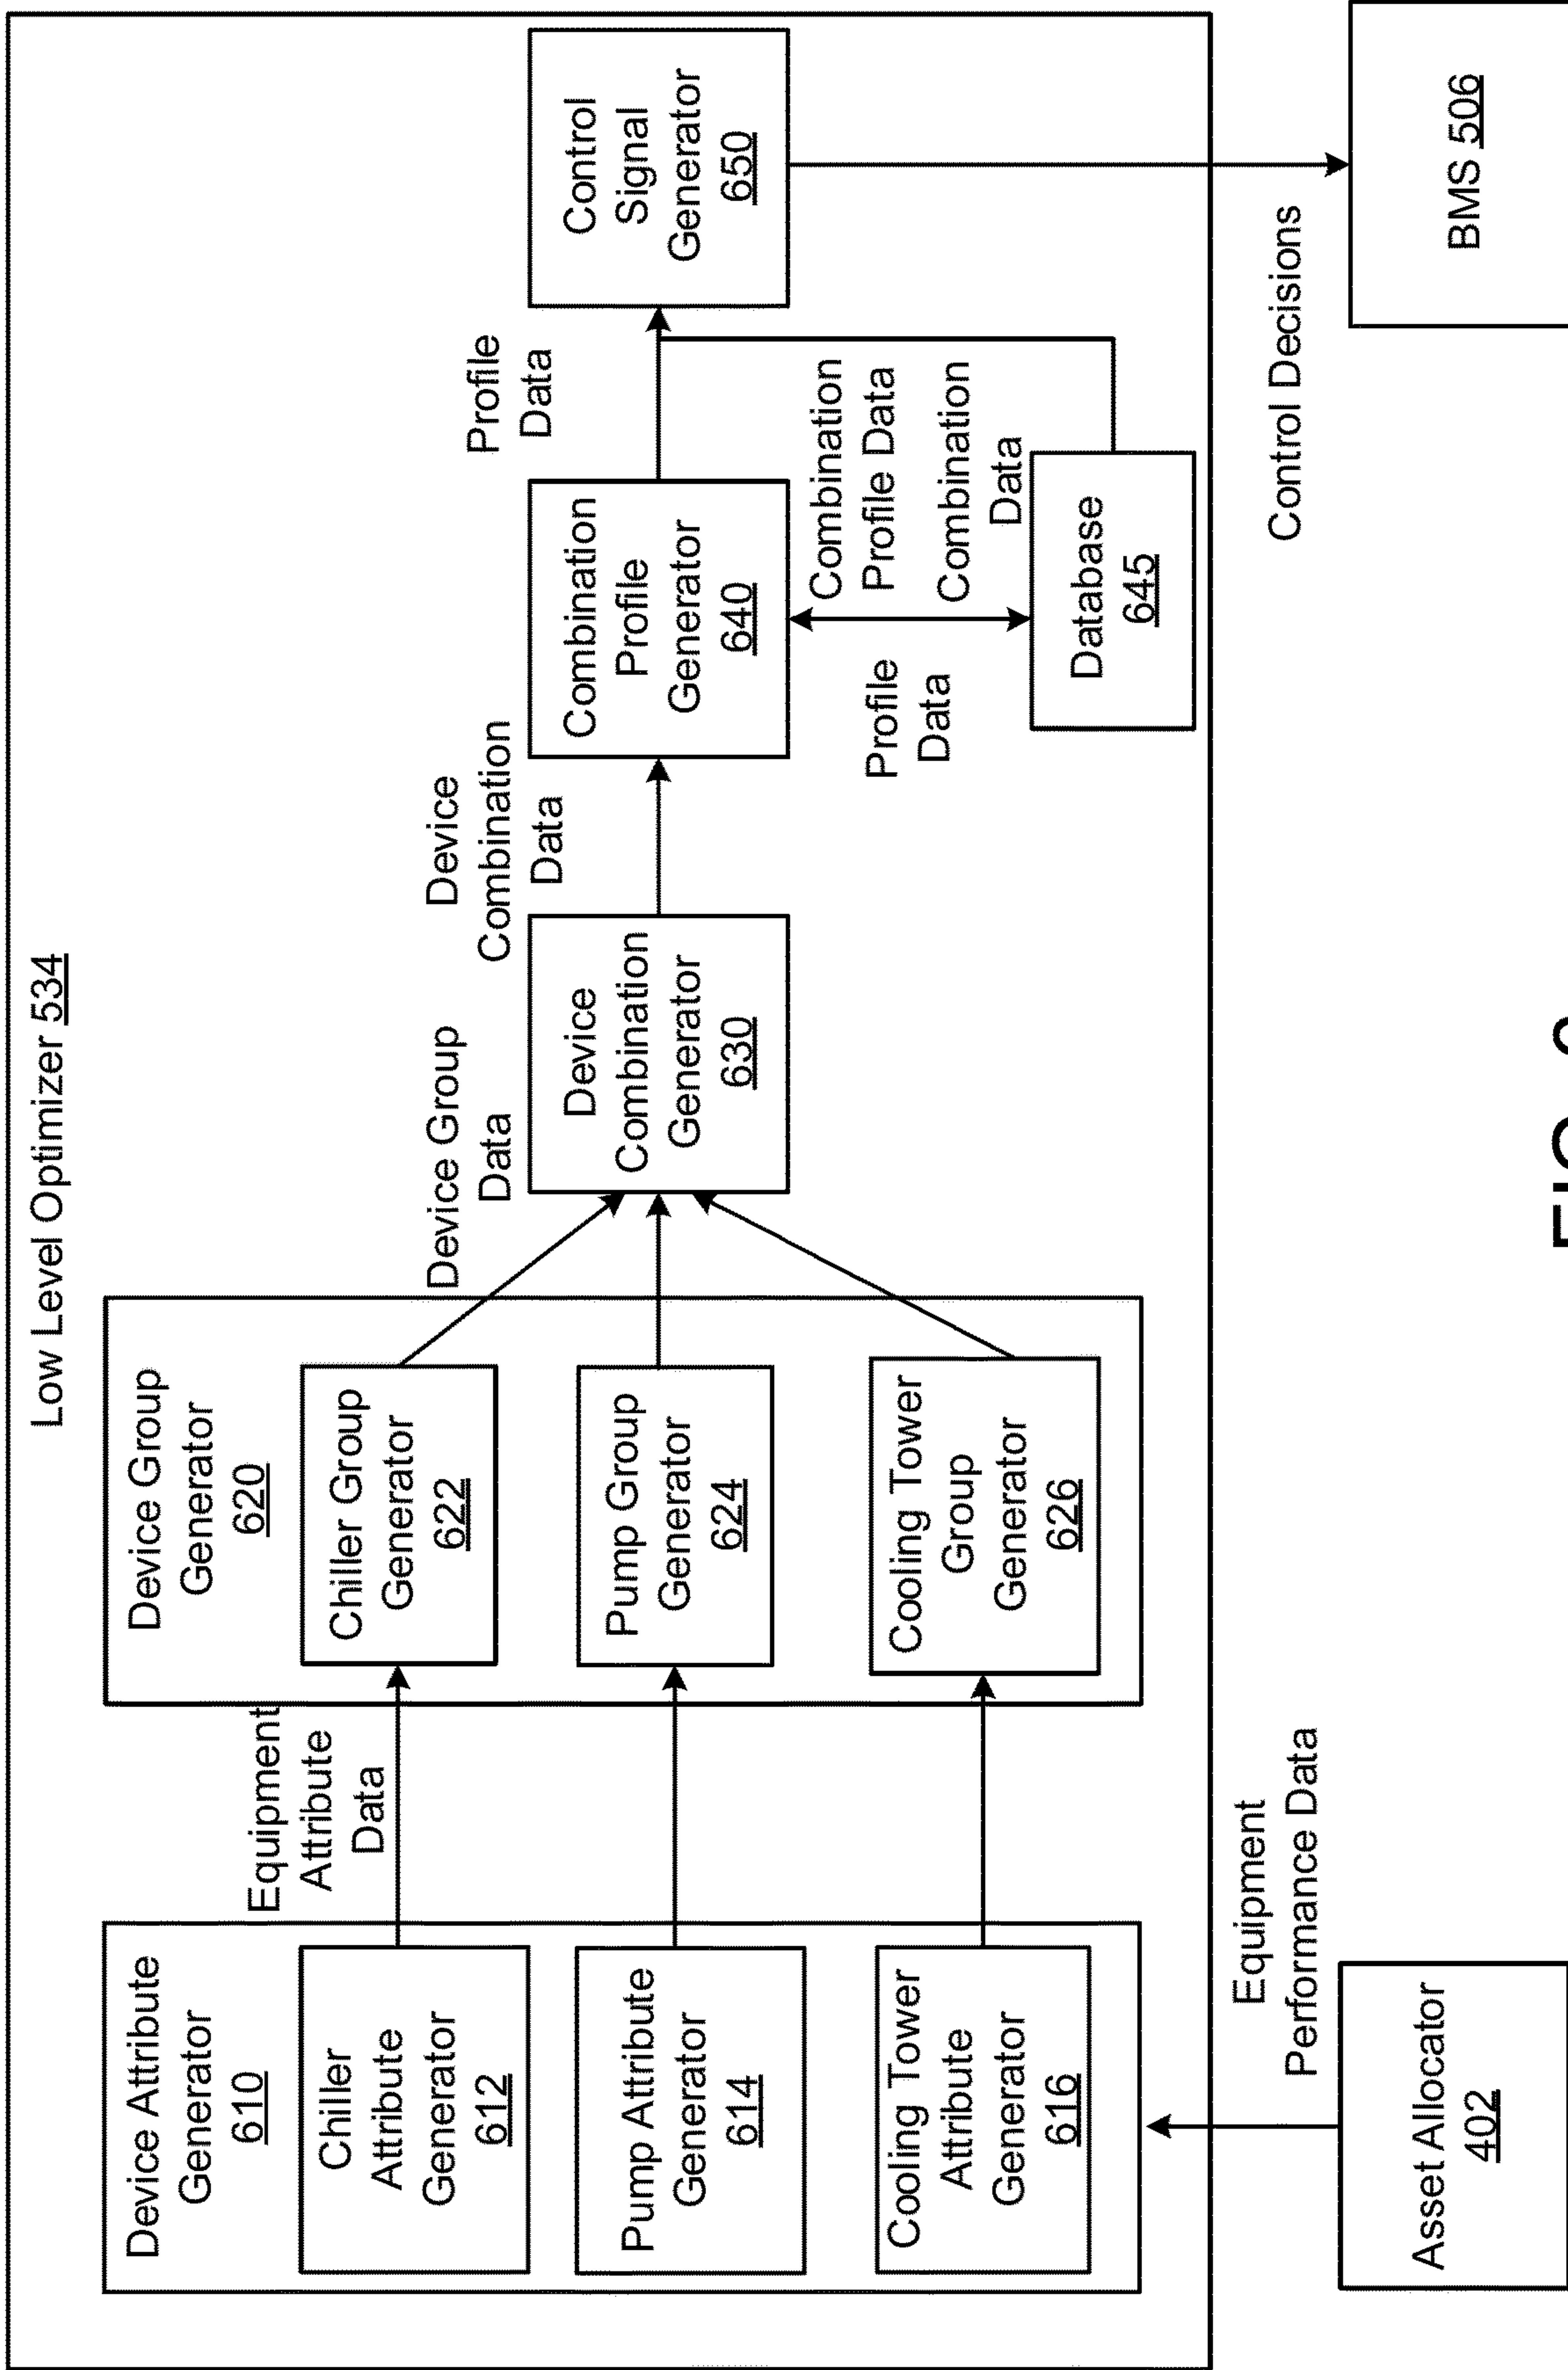 Low Level Optimizer 534
Device Attribute
Generator
610
Chiller
Attribute
Generator
612
Pump Attribute
Generator
614
Cooling Tower
Attribute
Generator
616
Equipment
Attribute
Data
Device Group
Generator
620
Chiller Group
Generator
622
Pump Group
Generator
624
Cooling Tower
Group
Generator
626
Device Group
Data
Device
Combination
Generator
630
Device
Combination
Data
Combination
Profile
Generator
640
Profile
Data
Profile
Data
Combination
Profile Data
Combination
Data
Database
645
Control
Signal
Generator
650
Equipment
Performance Data
Asset Allocator
402
Control Decisions
BMS 506
FIG.